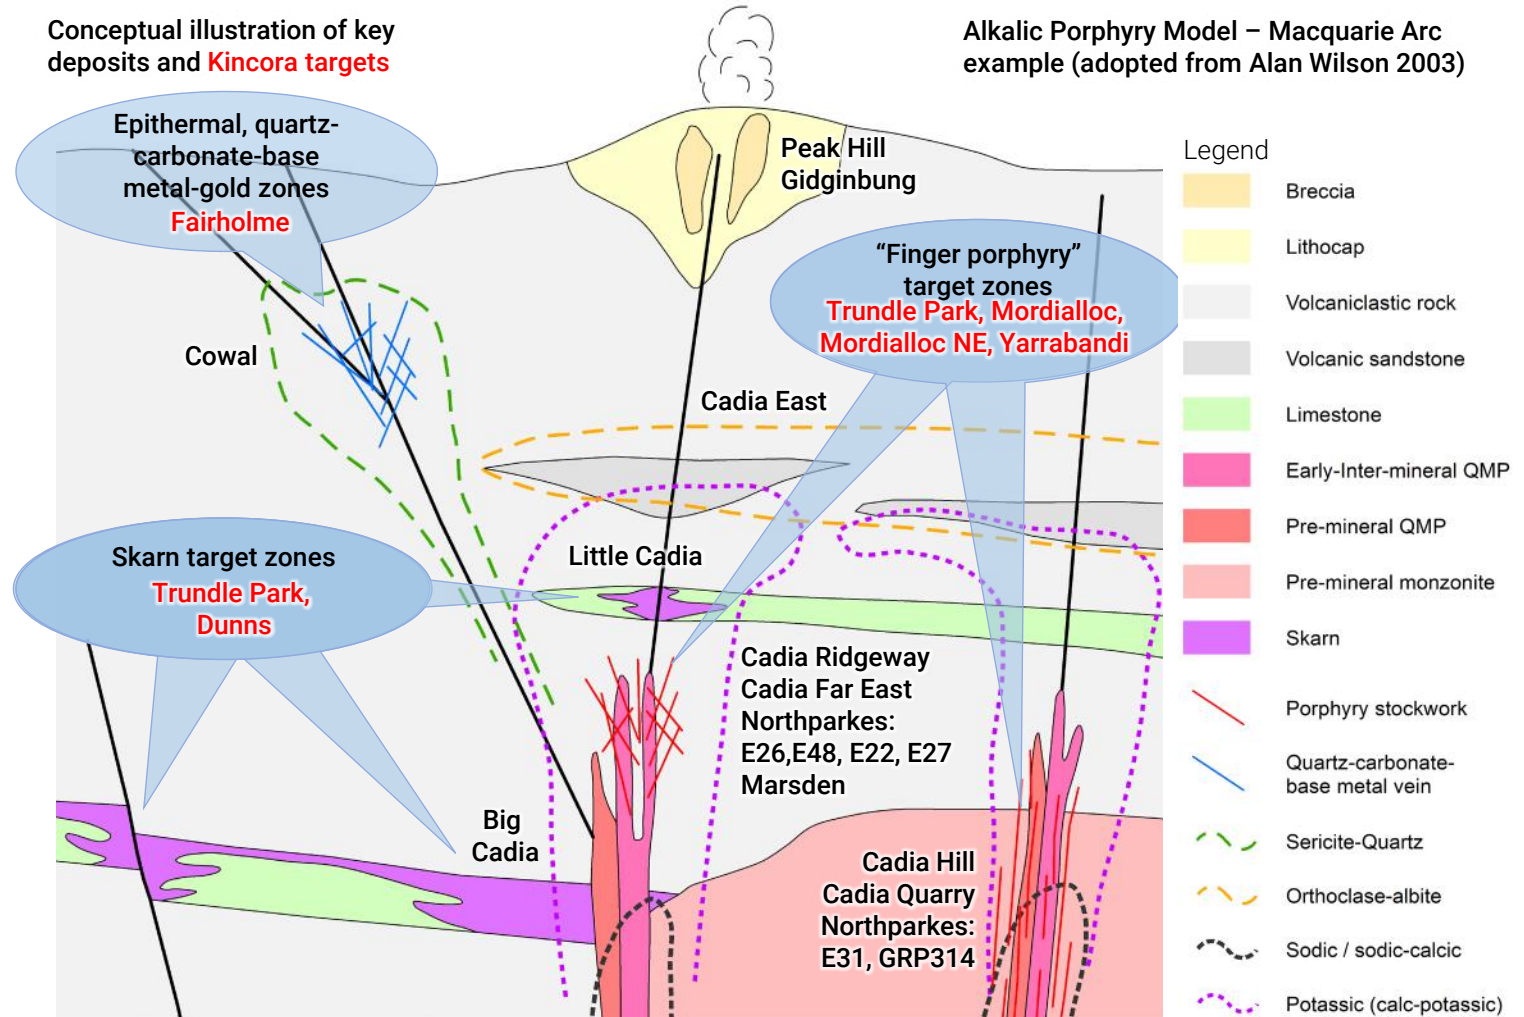 Conceptual illustration of key
deposits and Kincora targets
Alkalic Porphyry Model – Macquarie Arc
example (adopted from Alan Wilson 2003)
Epithermal, quartz-
carbonate-base
metal-gold zones
Fairholme
Peak Hill
Gidginbung
“Finger porphyry”
target zones
Trundle Park, Mordialloc,
Mordialloc NE, Yarrabandi
Cowal
Cadia East
Skarn target zones
Trundle Park,
Dunns
Little Cadia
Cadia Ridgeway
Cadia Far East
Northparkes:
E26,E48, E22, E27
Marsden
Big
Cadia
Cadia Hill
Cadia Quarry
Northparkes:
E31, GRP314
Legend
Breccia
Lithocap
Volcaniclastic rock
Volcanic sandstone
Limestone
Early-Inter-mineral QMP
Pre-mineral QMP
Pre-mineral monzonite
Skarn
Porphyry stockwork
Quartz-carbonate-
base metal vein
Sericite-Quartz
Orthoclase-albite
Sodic / sodic-calcic
Potassic (calc-potassic)